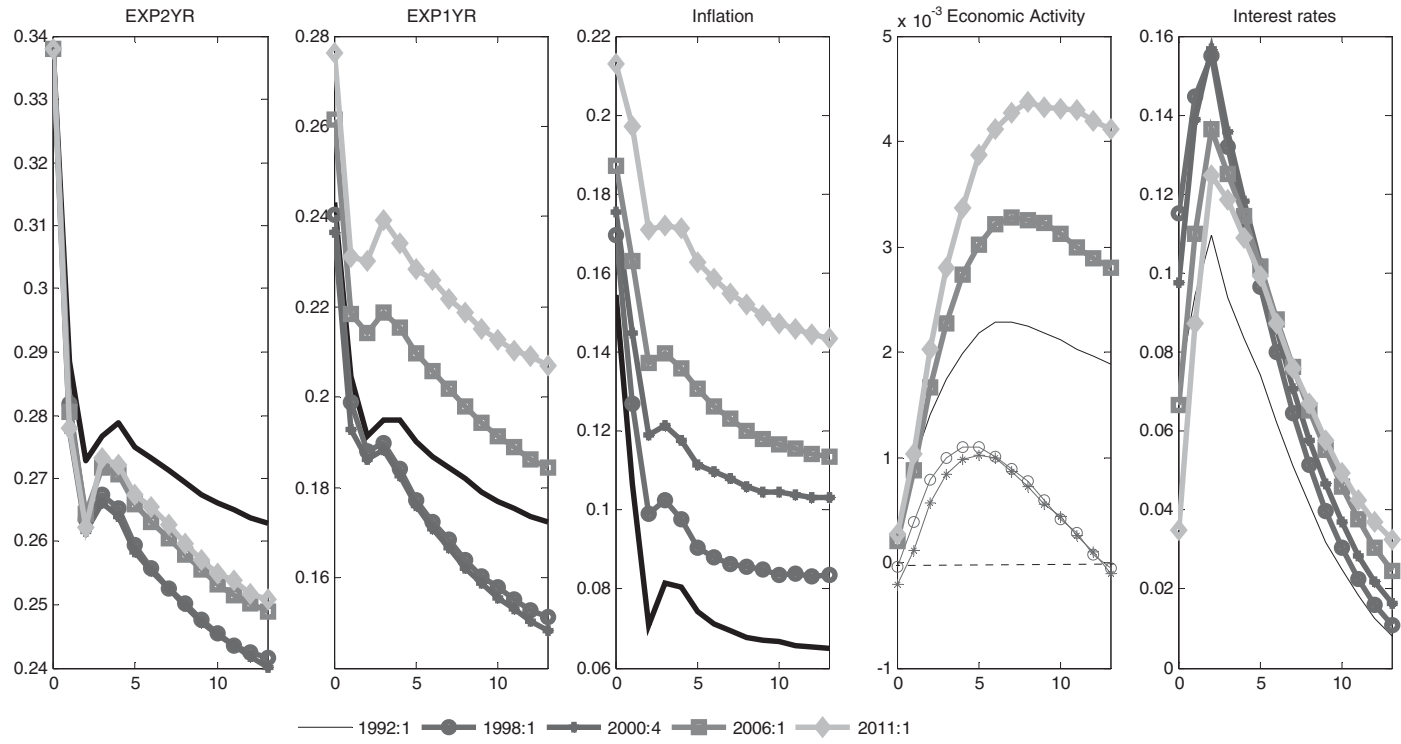 EXP2YR EXP1YR Inflation x 10⁻³ Economic Activity Interest rates
0.34 0.28 0.22 5 0.16
0.33 0.26 0.2 4 0.14
0.32 0.24 0.18 3 0.12
0.31 0.22 0.16 2 0.1
0.3 0.2 0.14 1 0.08
0.29 0.18 0.12 0 0.06
0.28 0.16 0.1 -1 0.04
0.27 0.08 0.02
0.26 0.06 0
0.25
0.24
0 5 10 0 5 10 0 5 10 0 5 10 0 5 10
1992:1 1998:1 2000:4 2006:1 2011:1